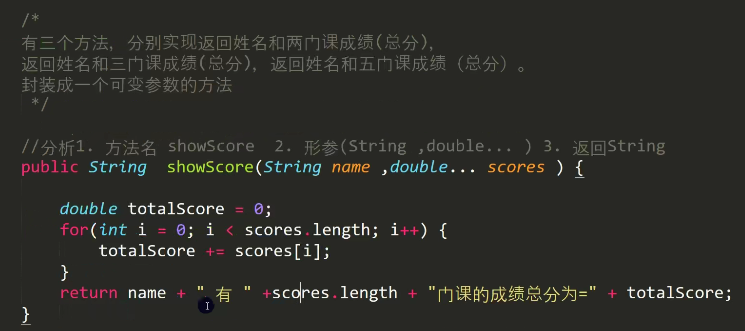 /*
有三个方法，分别实现返回姓名和两门课成绩(总分)，
返回姓名和三门课成绩(总分)，返回姓名和五门课成绩（总分）。
封装成一个可变参数的方法
*/
//分析1. 方法名 showScore  2. 形参(String ,double... ) 3. 返回String
public String  showScore(String name ,double... scores ) {
double totalScore = 0;
for(int i = 0; i < scores.length; i++) {
totalScore += scores[i];
}
return name + " 有 " +scores.length + "门课的成绩总分为=" + totalScore;
}